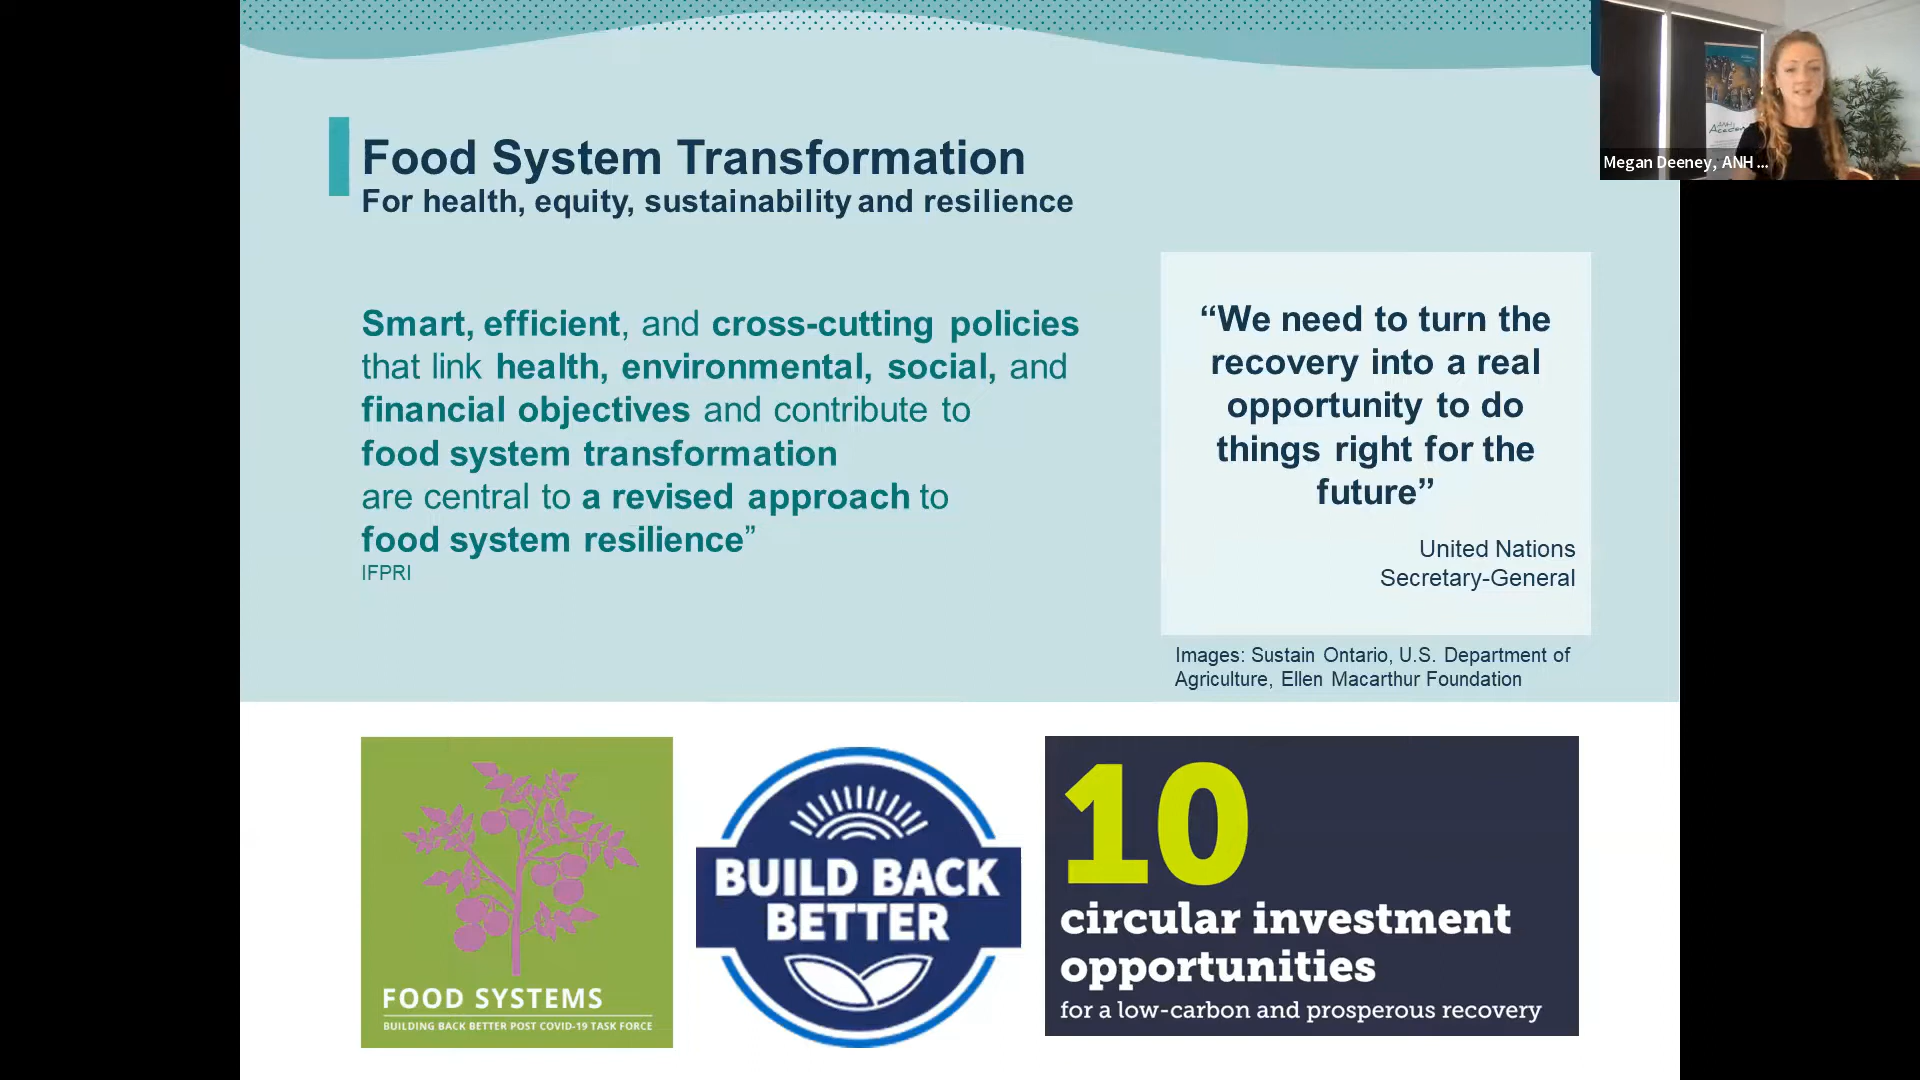 Food System Transformation
For health, equity, sustainability and resilience
Smart, efficient, and cross-cutting policies
that link health, environmental, social, and
financial objectives and contribute to
food system transformation
are central to a revised approach to
food system resilience”
IFPRI
“We need to turn the
recovery into a real
opportunity to do
things right for the
future”
United Nations
Secretary-General
Images: Sustain Ontario, U.S. Department of
Agriculture, Ellen Macarthur Foundation
FOOD SYSTEMS
BUILDING BACK BETTER POST COVID-19 TASK FORCE
BUILD BACK
BETTER
10
circular investment
opportunities
for a low-carbon and prosperous recovery
Megan Deeney, ANH ...